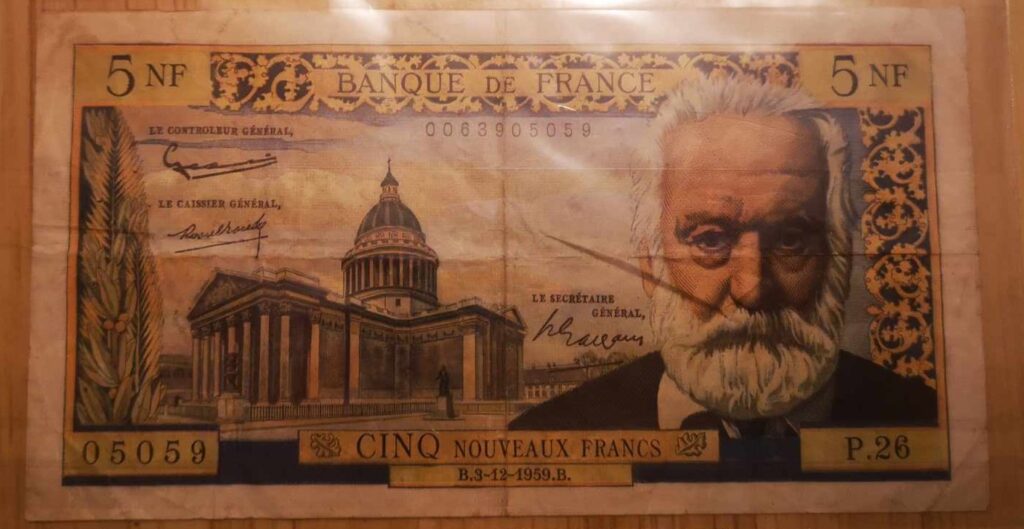 5 NF
BANQUE DE FRANCE
5 NF
LE CONTROLEUR GÉNÉRAL,
0063905059
LE CAISSIER GÉNÉRAL,
LE SECRÉTAIRE
GÉNÉRAL,
05059
CINQ NOUVEAUX FRANCS
P.26
B.3-12-1959.B.